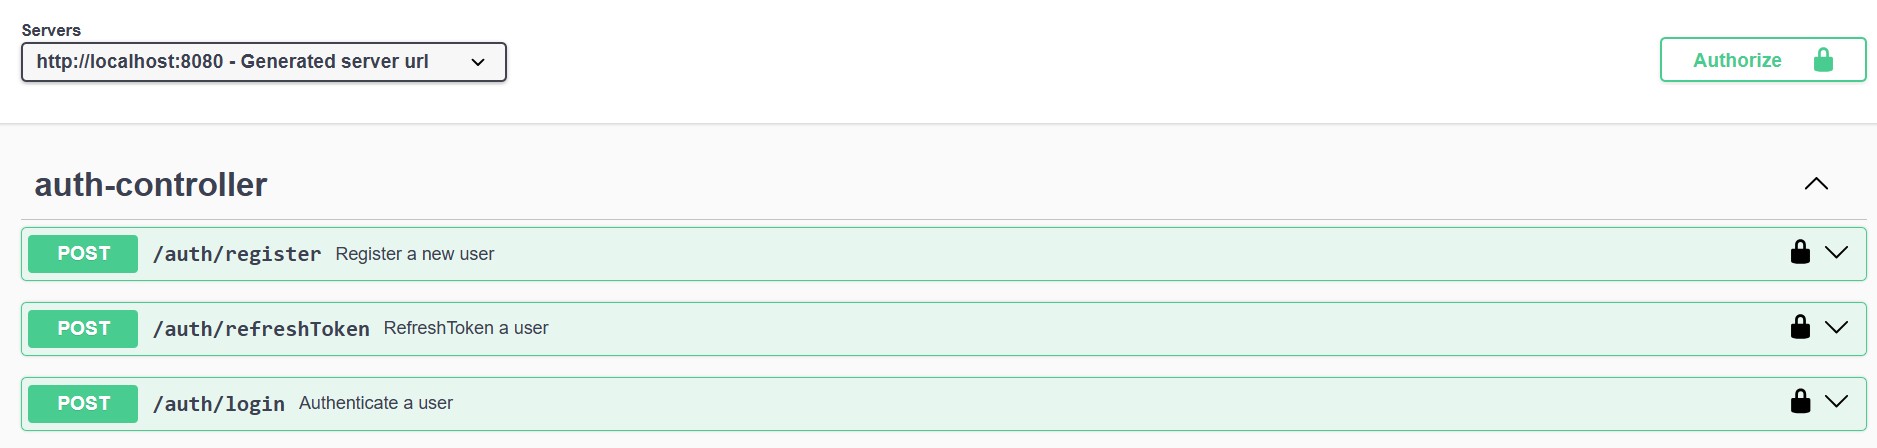 Servers
http://localhost:8080 - Generated server url
Authorize
auth-controller
POST /auth/register Register a new user
POST /auth/refreshToken RefreshToken a user
POST /auth/login Authenticate a user